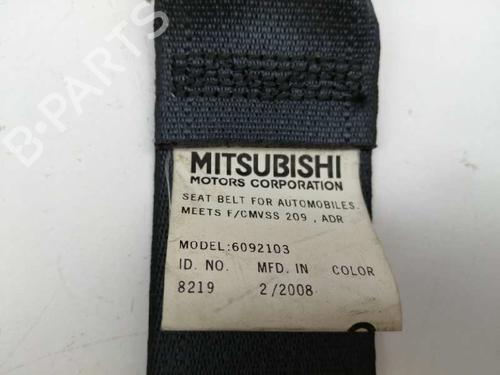 B-PARTS
MITSUBISHI
MOTORS CORPORATION
SEAT BELT FOR AUTOMOBILES.
MEETS F/CMVSS 209 , ADR
MODEL:6092103
ID. NO. MFD. IN COLOR
8219 2/2008